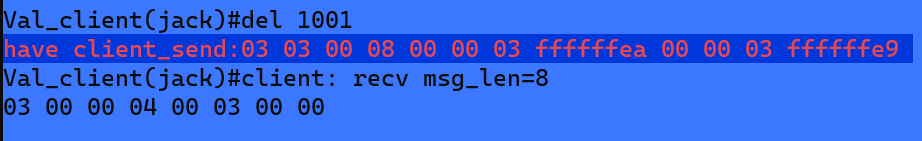 Val_client(jack)#del 1001
have client_send:03 03 00 08 00 00 03 ffffffea 00 00 03 ffffffe9
Val_client(jack)#client: recv msg_len=8
03 00 00 04 00 03 00 00